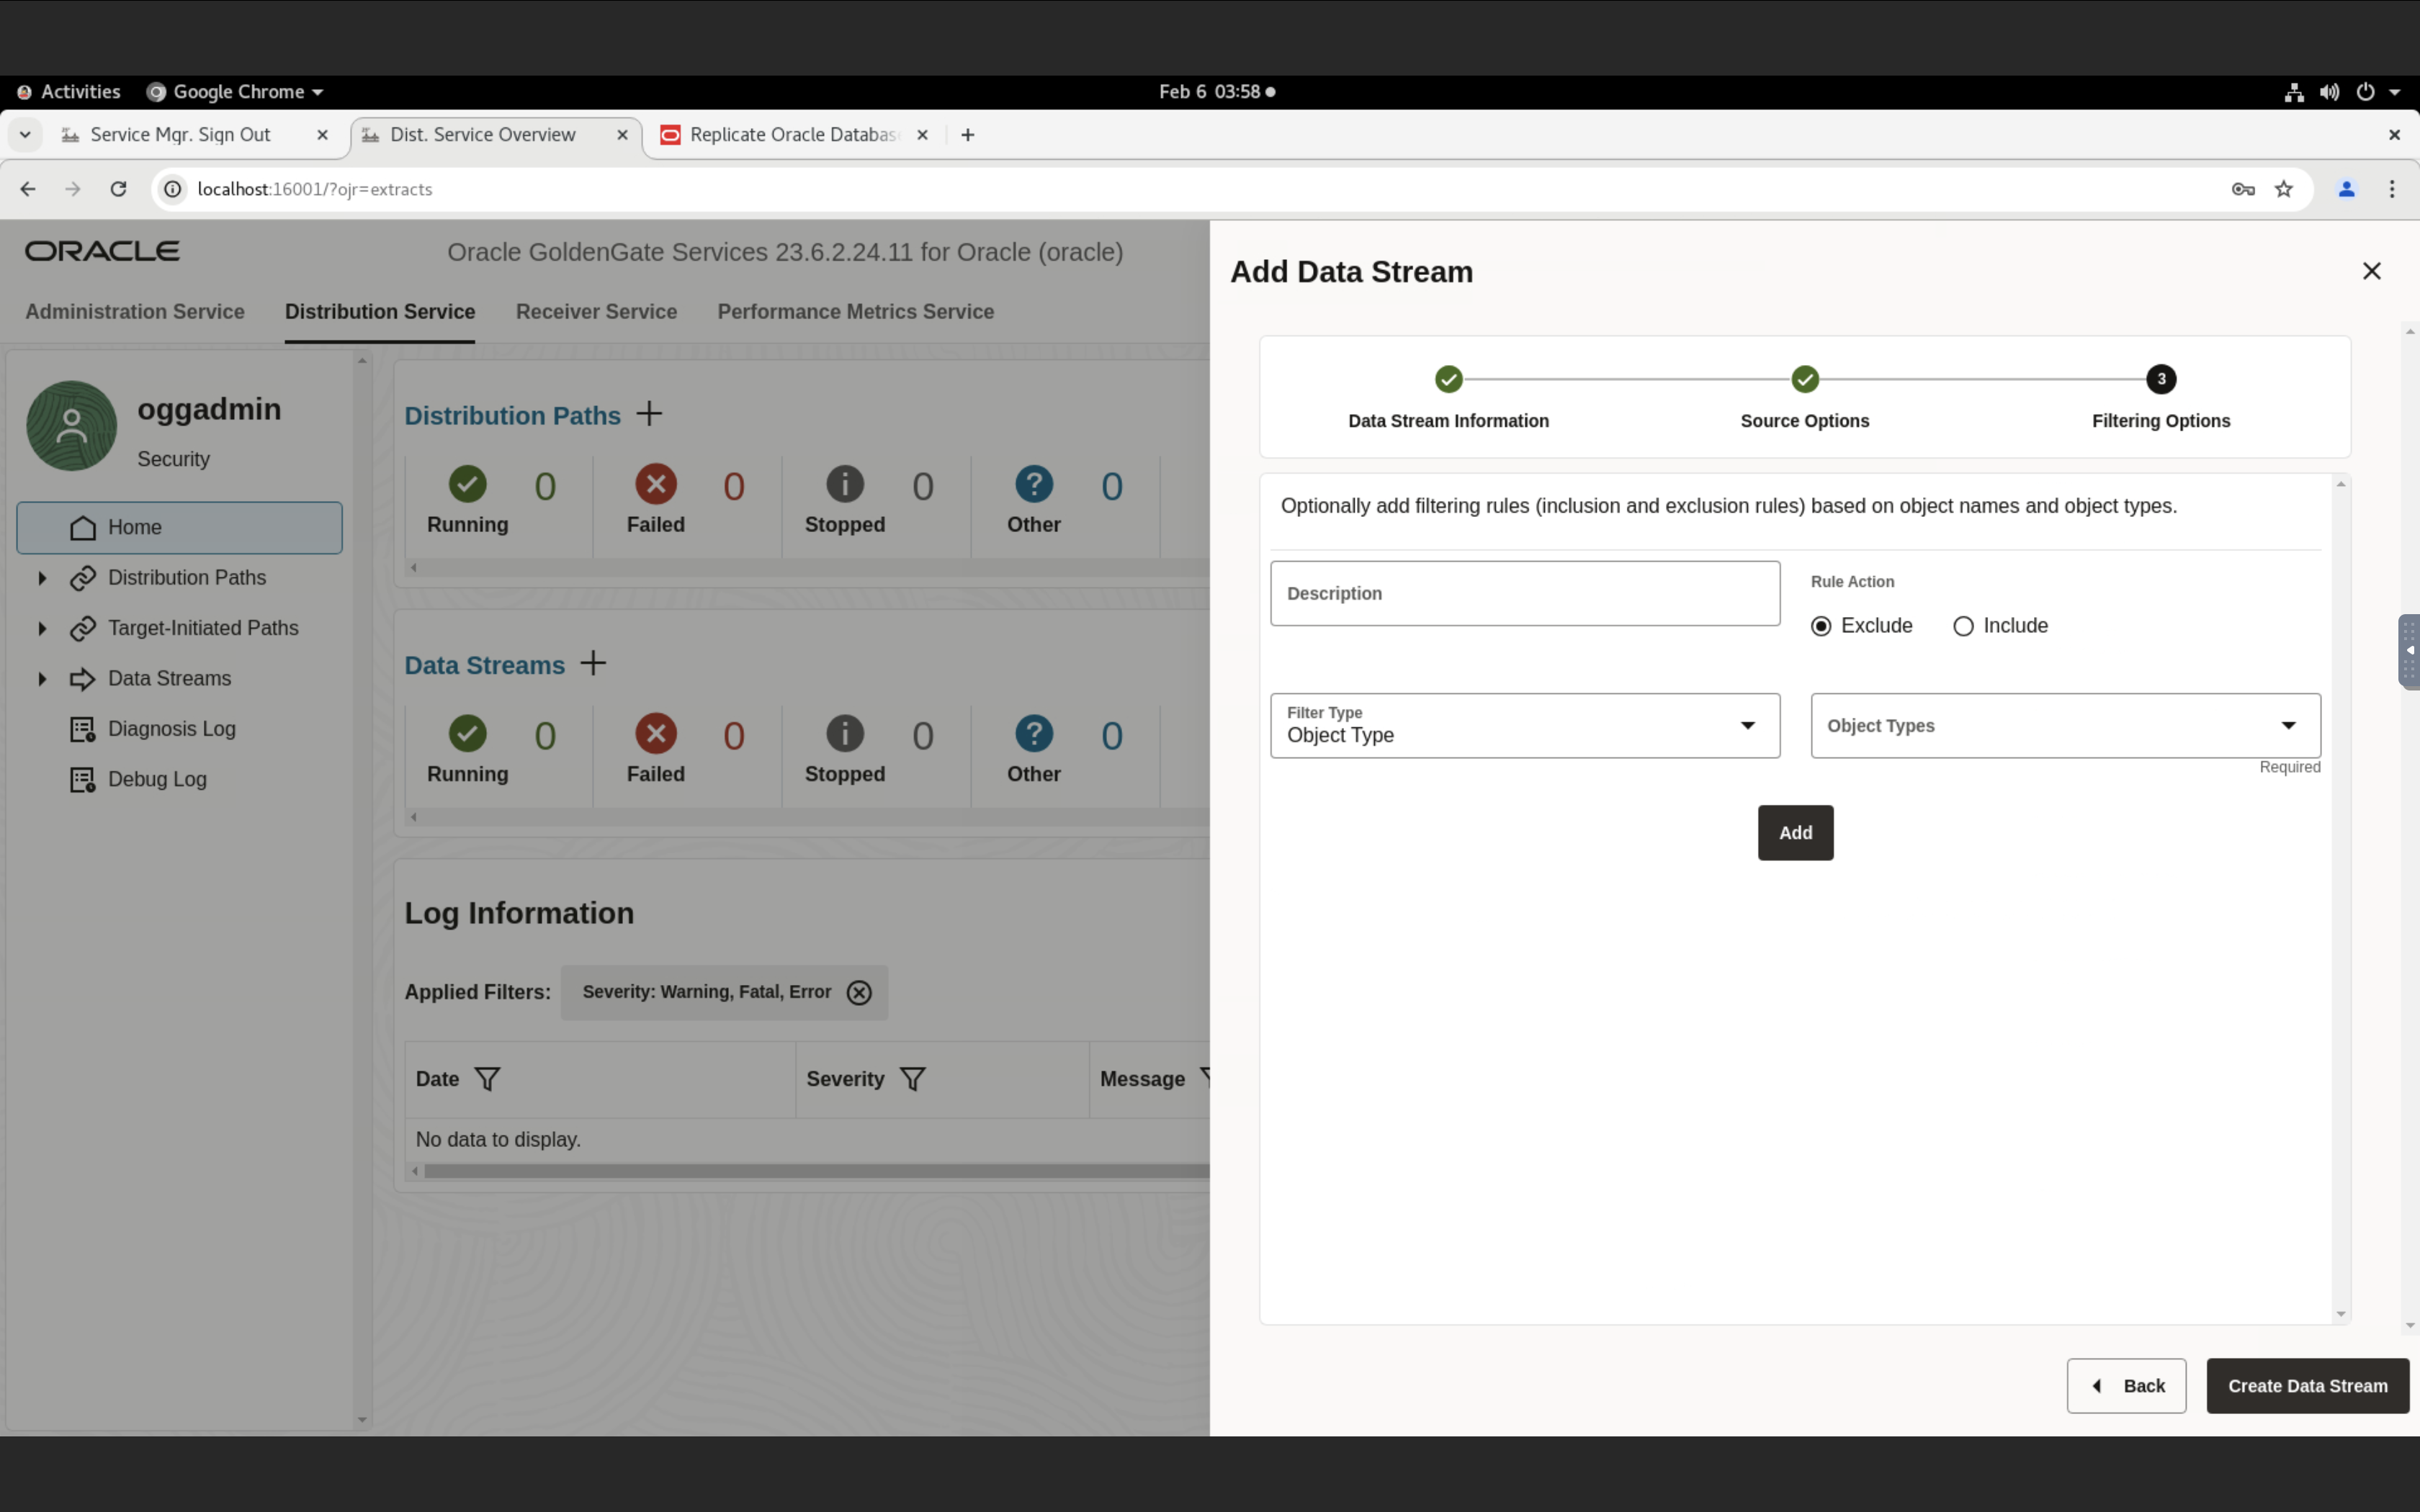 Activities Google Chrome Feb 6 03:58
Service Mgr. Sign Out Dist. Service Overview Replicate Oracle Databas
localhost:16001/?ojr=extracts
ORACLE Oracle GoldenGate Services 23.6.2.24.11 for Oracle (oracle)
Administration Service Distribution Service Receiver Service Performance Metrics Service
oggadmin
Security
Home
Distribution Paths
Target-Initiated Paths
Data Streams
Diagnosis Log
Debug Log
Distribution Paths
0 0 0 0
Running Failed Stopped Other
Data Streams
0 0 0 0
Running Failed Stopped Other
Log Information
Applied Filters: Severity: Warning, Fatal, Error
Date Severity Message
No data to display.
Add Data Stream
3
Data Stream Information Source Options Filtering Options
Optionally add filtering rules (inclusion and exclusion rules) based on object names and object types.
Description
Rule Action
Exclude Include
Filter Type
Object Type
Object Types
Required
Add
Back Create Data Stream